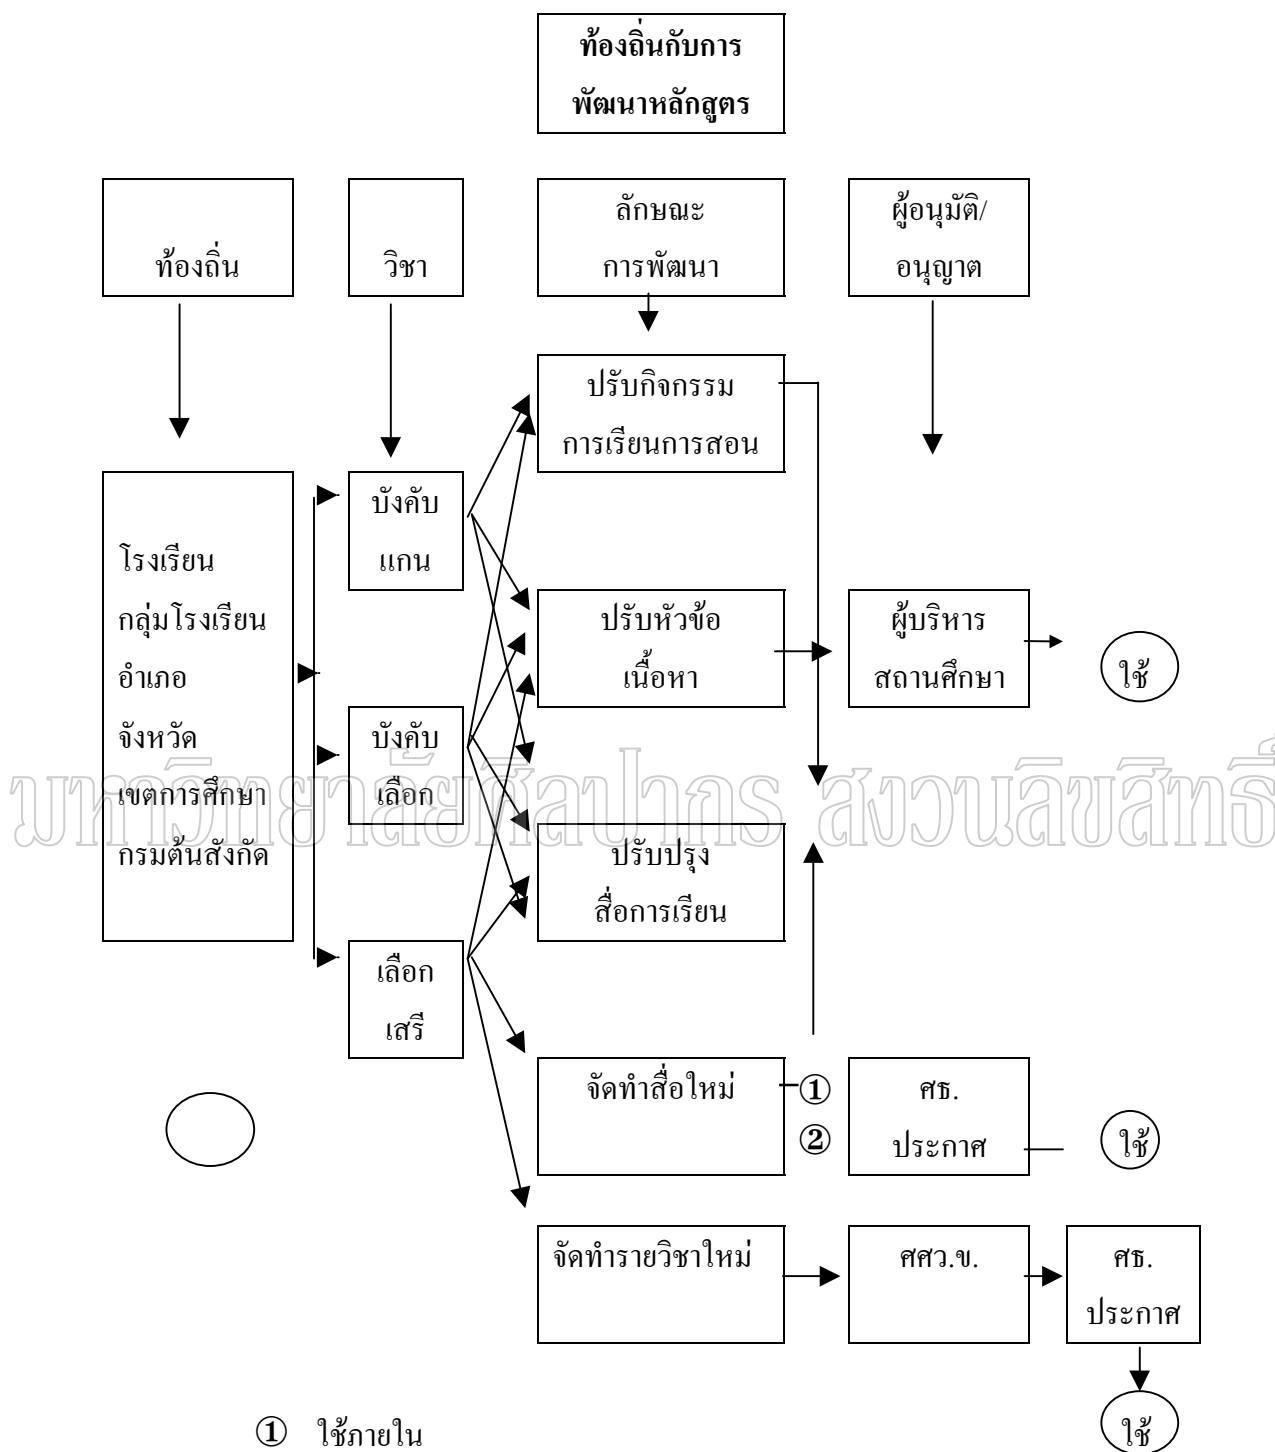 ท้องถิ่นกับการ
พัฒนาหลักสูตร
ท้องถิ่น
วิชา
ลักษณะ
การพัฒนา
ผู้อนุมัติ/
อนุญาต
ปรับกิจกรรม
การเรียนการสอน
โรงเรียน
กลุ่มโรงเรียน
อำเภอ
จังหวัด
เขตการศึกษา
กรมต้นสังกัด
บังคับ
แกน
ปรับหัวข้อ
เนื้อหา
ผู้บริหาร
สถานศึกษา
ใช้
บังคับ
เลือก
มหาวิทยาลัยศิลปากร สงวนลิขสิทธิ์
ปรับปรุง
สื่อการเรียน
เลือก
เสรี
จัดทำสื่อใหม่
①
②
ศธ.
ประกาศ
ใช้
จัดทำรายวิชาใหม่
ศศว.ข.
ศธ.
ประกาศ
ใช้
① ใช้ภายใน